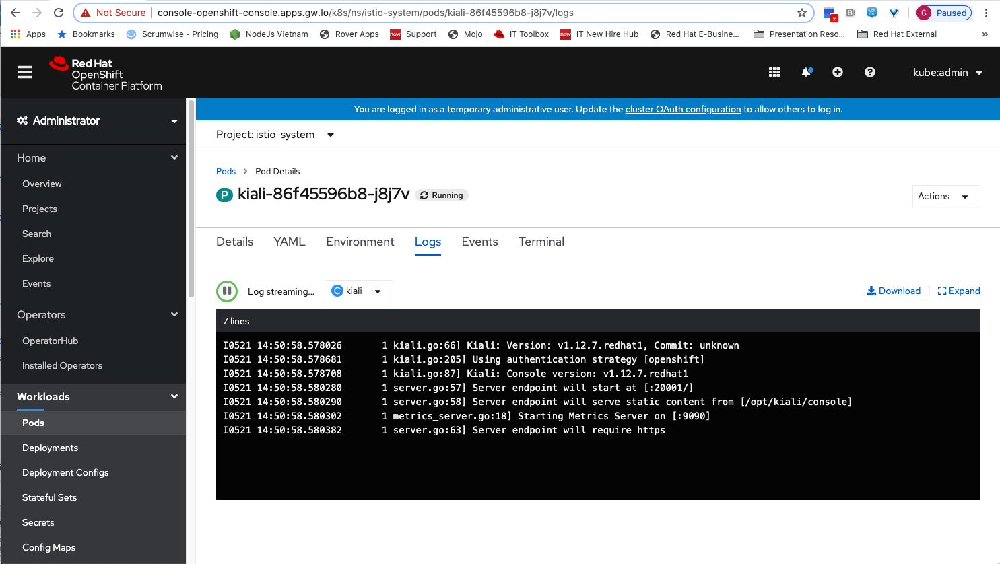 Not Secure console-openshift-console.apps.gw.lo/k8s/ns/istio-system/pods/kiali-86f45596b8-j8j7v/logs G Paused
Apps Bookmarks Scrumwise - Pricing NodeJs Vietnam Rover Apps now Support Mojo IT Toolbox now IT New Hire Hub Red Hat E-Busine... Presentation Reso... Red Hat External »
Red Hat
OpenShift
Container Platform
kube:admin
You are logged in as a temporary administrative user. Update the cluster OAuth configuration to allow others to log in.
Administrator
Home
Overview
Projects
Search
Explore
Events
Operators
OperatorHub
Installed Operators
Workloads
Pods
Deployments
Deployment Configs
Stateful Sets
Secrets
Config Maps
Project: istio-system
Pods > Pod Details
P kiali-86f45596b8-j8j7v Running
Actions
Details YAML Environment Logs Events Terminal
Log streaming... C kiali Download | Expand
7 lines
I0521 14:50:58.578026 1 kiali.go:66] Kiali: Version: v1.12.7.redhat1, Commit: unknown
I0521 14:50:58.578681 1 kiali.go:205] Using authentication strategy [openshift]
I0521 14:50:58.578708 1 kiali.go:87] Kiali: Console version: v1.12.7.redhat1
I0521 14:50:58.580280 1 server.go:57] Server endpoint will start at [:20001/]
I0521 14:50:58.580290 1 server.go:58] Server endpoint will serve static content from [/opt/kiali/console]
I0521 14:50:58.580302 1 metrics_server.go:18] Starting Metrics Server on [:9090]
I0521 14:50:58.580382 1 server.go:63] Server endpoint will require https